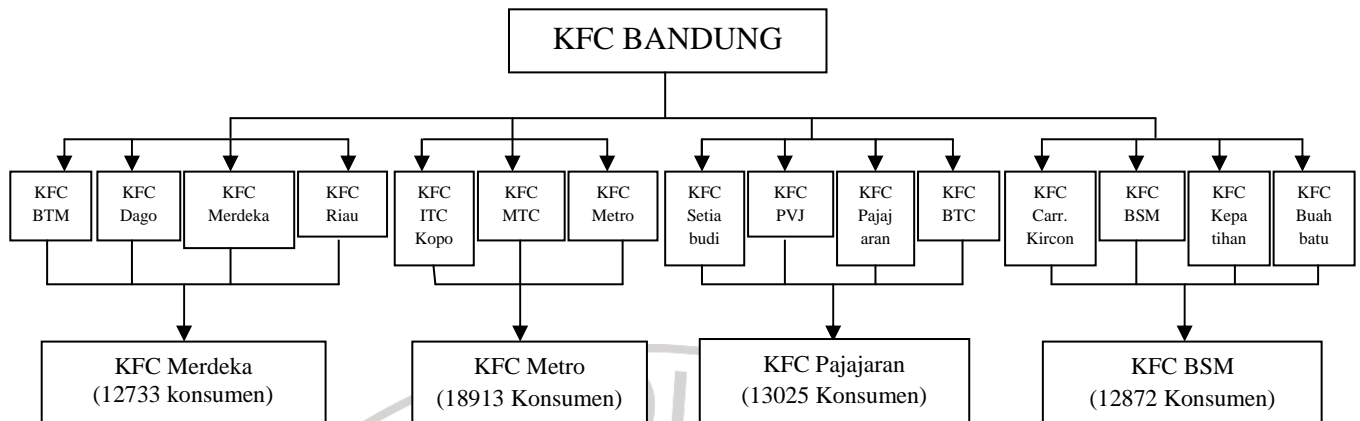 KFC BANDUNG
KFC
BTM
KFC
Dago
KFC
Merdeka
KFC
Riau
KFC
ITC
Kopo
KFC
MTC
KFC
Metro
KFC
Setia
budi
KFC
PVJ
KFC
Pajaj
aran
KFC
BTC
KFC
Carr.
Kircon
KFC
BSM
KFC
Kepa
tihan
KFC
Buah
batu
KFC Merdeka
(12733 konsumen)
KFC Metro
(18913 Konsumen)
KFC Pajajaran
(13025 Konsumen)
KFC BSM
(12872 Konsumen)